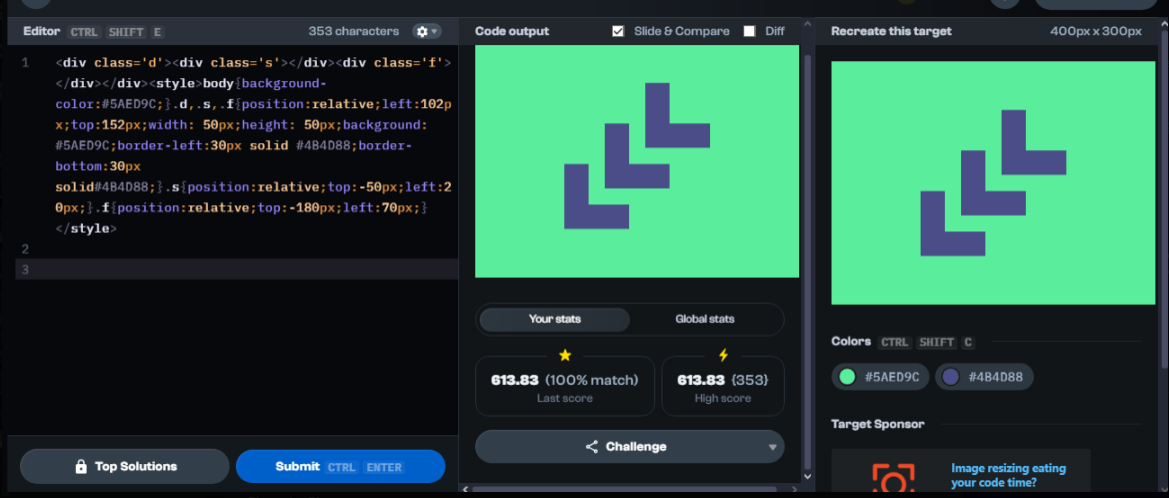 Editor CTRL SHIFT E 353 characters
1 <div class='d'><div class='s'></div><div class='f'>
</div></div><style>body{background-
color:#5AED9C;}.d,.s,.f{position:relative;left:102p
x;top:152px;width: 50px;height: 50px;background:
#5AED9C;border-left:30px solid #4B4D88;border-
bottom:30px
solid#4B4D88;}.s{position:relative;top:-50px;left:2
0px;}.f{position:relative;top:-180px;left:70px;}
</style>
2
3
Top Solutions
Submit CTRL ENTER
Code output Slide & Compare Diff
Your stats Global stats
613.83 (100% match)
Last score
613.83 {353}
High score
Challenge
Recreate this target 400px x 300px
Colors CTRL SHIFT C
#5AED9C #4B4D88
Target Sponsor
Image resizing eating
your code time?